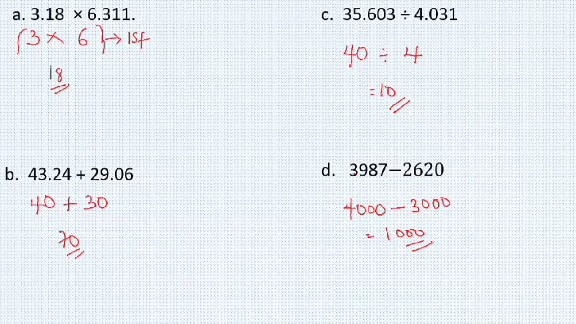 a. 3.18 × 6.311.
(3 × 6) → 1sf
18
b. 43.24 + 29.06
40 + 30
70
c. 35.603 ÷ 4.031
40 ÷ 4
= 10
d. 3987−2620
4000 − 3000
= 1000